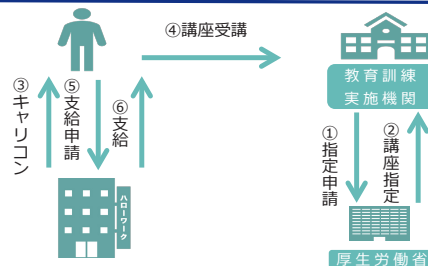 ④講座受講
教育訓練
実施機関
③キャリコン
⑤支給申請
⑥支給
①指定申請
②講座指定
ハローワーク
厚生労働省